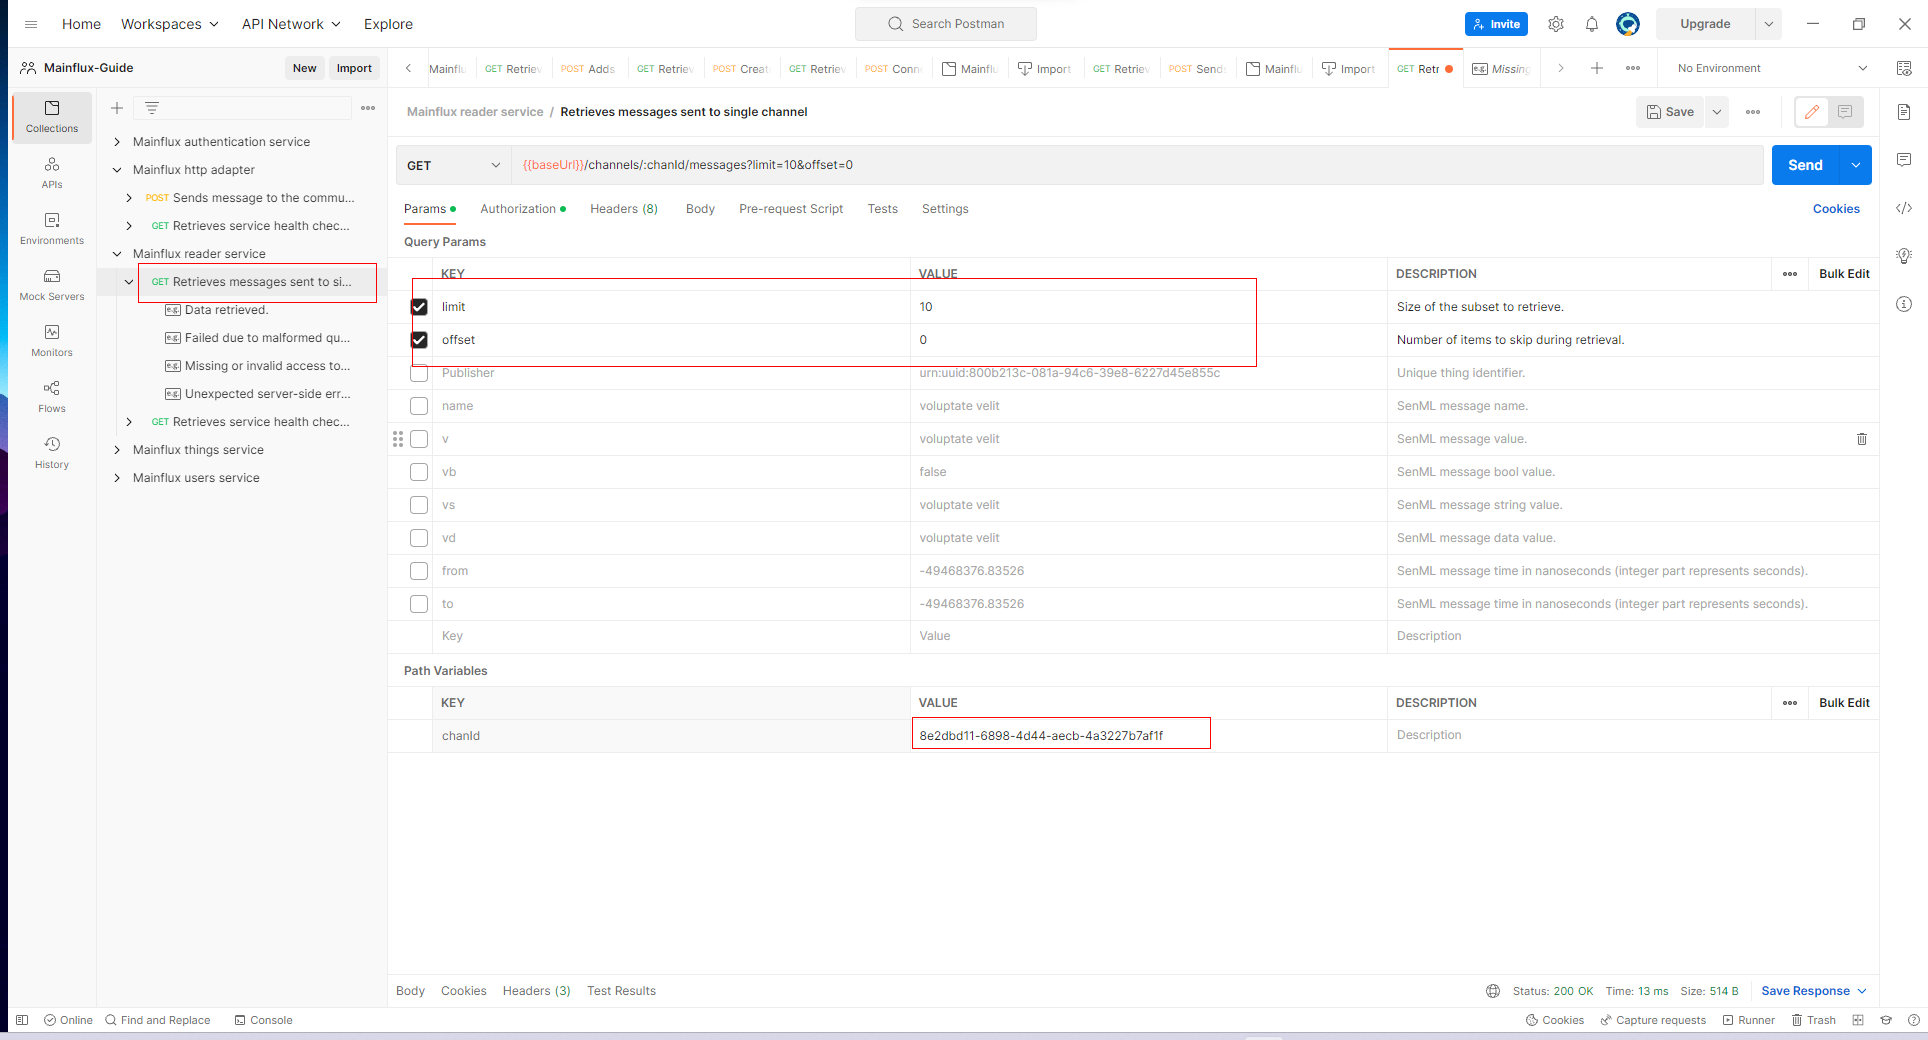 Home Workspaces API Network Explore Search Postman Invite Upgrade
Mainflux-Guide New Import
Mainflu GET Retriev POST Adds GET Retriev POST Creat GET Retriev POST Conn Mainflu Import GET Retriev POST Send Mainflu Import GET Retr Missing No Environment
Collections
APIs
Environments
Mock Servers
Monitors
Flows
History
Mainflux authentication service
Mainflux http adapter
POST Sends message to the commu...
GET Retrieves service health chec...
Mainflux reader service
GET Retrieves messages sent to si...
e.g. Data retrieved.
e.g. Failed due to malformed qu...
e.g. Missing or invalid access to...
e.g. Unexpected server-side err...
GET Retrieves service health chec...
Mainflux things service
Mainflux users service
Mainflux reader service / Retrieves messages sent to single channel Save
GET {{baseUrl}}/channels/:chanId/messages?limit=10&offset=0 Send
Params Authorization Headers (8) Body Pre-request Script Tests Settings Cookies
Query Params
KEY VALUE DESCRIPTION Bulk Edit
limit 10 Size of the subset to retrieve.
offset 0 Number of items to skip during retrieval.
Publisher urn:uuid:800b213c-081a-94c6-39e8-6227d45e855c Unique thing identifier.
name voluptate velit SenML message name.
v voluptate velit SenML message value.
vb false SenML message bool value.
vs voluptate velit SenML message string value.
vd voluptate velit SenML message data value.
from -49468376.83526 SenML message time in nanoseconds (integer part represents seconds).
to -49468376.83526 SenML message time in nanoseconds (integer part represents seconds).
Key Value Description
Path Variables
KEY VALUE DESCRIPTION Bulk Edit
chanId 8e2dbd11-6898-4d44-aecb-4a3227b7af1f Description
Body Cookies Headers (3) Test Results Status: 200 OK Time: 13 ms Size: 514 B Save Response
Online Find and Replace Console Cookies Capture requests Runner Trash